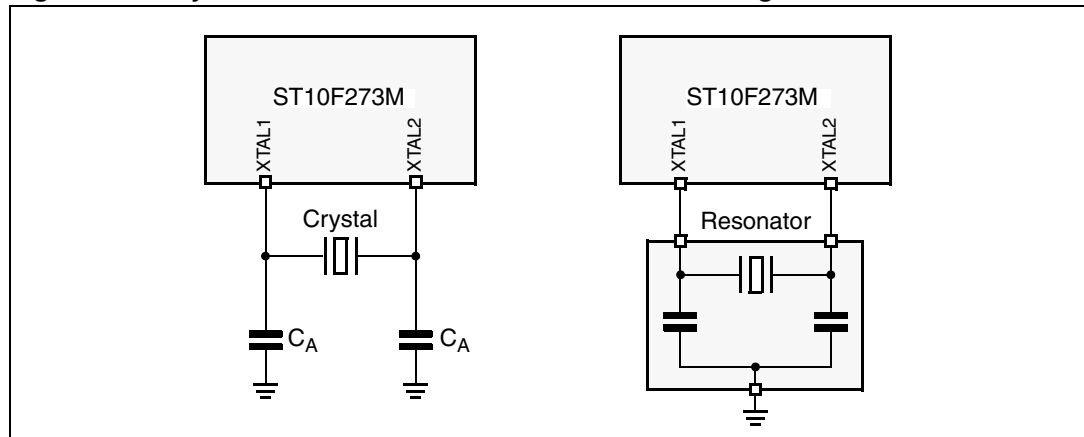 ST10F273M
XTAL1
XTAL2
Crystal
CA
CA
ST10F273M
XTAL1
XTAL2
Resonator